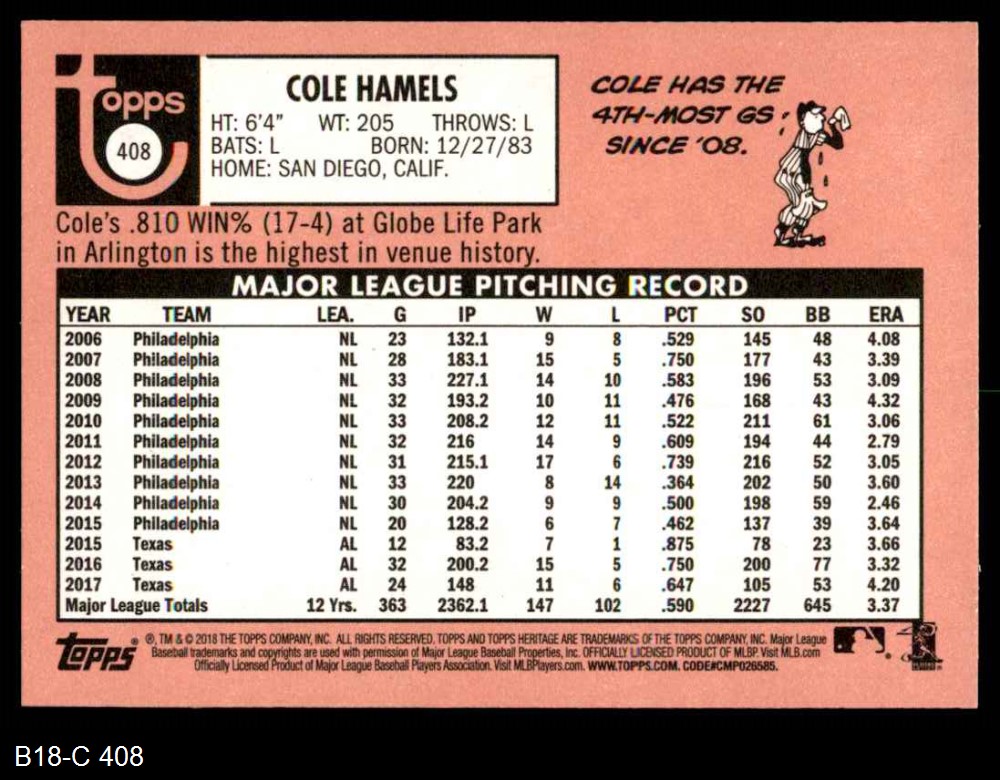 Topps
408
COLE HAMELS
HT: 6'4" WT: 205 THROWS: L
BATS: L BORN: 12/27/83
HOME: SAN DIEGO, CALIF.
COLE HAS THE
4TH-MOST GS
SINCE '08.
Cole's .810 WIN% (17-4) at Globe Life Park
in Arlington is the highest in venue history.
MAJOR LEAGUE PITCHING RECORD
YEAR TEAM LEA. G IP W L PCT SO BB ERA
2006 Philadelphia NL 23 132.1 9 8 .529 145 48 4.08
2007 Philadelphia NL 28 183.1 15 5 .750 177 43 3.39
2008 Philadelphia NL 33 227.1 14 10 .583 196 53 3.09
2009 Philadelphia NL 32 193.2 10 11 .476 168 43 4.32
2010 Philadelphia NL 33 208.2 12 11 .522 211 61 3.06
2011 Philadelphia NL 32 216 14 9 .609 194 44 2.79
2012 Philadelphia NL 31 215.1 17 6 .739 216 52 3.05
2013 Philadelphia NL 33 220 8 14 .364 202 50 3.60
2014 Philadelphia NL 30 204.2 9 9 .500 198 59 2.46
2015 Philadelphia NL 20 128.2 6 7 .462 137 39 3.64
2015 Texas AL 12 83.2 7 1 .875 78 23 3.66
2016 Texas AL 32 200.2 15 5 .750 200 77 3.32
2017 Texas AL 24 148 11 6 .647 105 53 4.20
Major League Totals 12 Yrs. 363 2362.1 147 102 .590 2227 645 3.37
Topps ® ®, TM & © 2018 THE TOPPS COMPANY, INC. ALL RIGHTS RESERVED. TOPPS AND TOPPS HERITAGE ARE TRADEMARKS OF THE TOPPS COMPANY, INC. Major League
Baseball trademarks and copyrights are used with permission of Major League Baseball Properties, Inc. OFFICIALLY LICENSED PRODUCT OF MLBP. Visit MLB.com
Officially Licensed Product of Major League Baseball Players Association. Visit MLBPlayers.com. WWW.TOPPS.COM. CODE#CMP026585.
B18-C 408